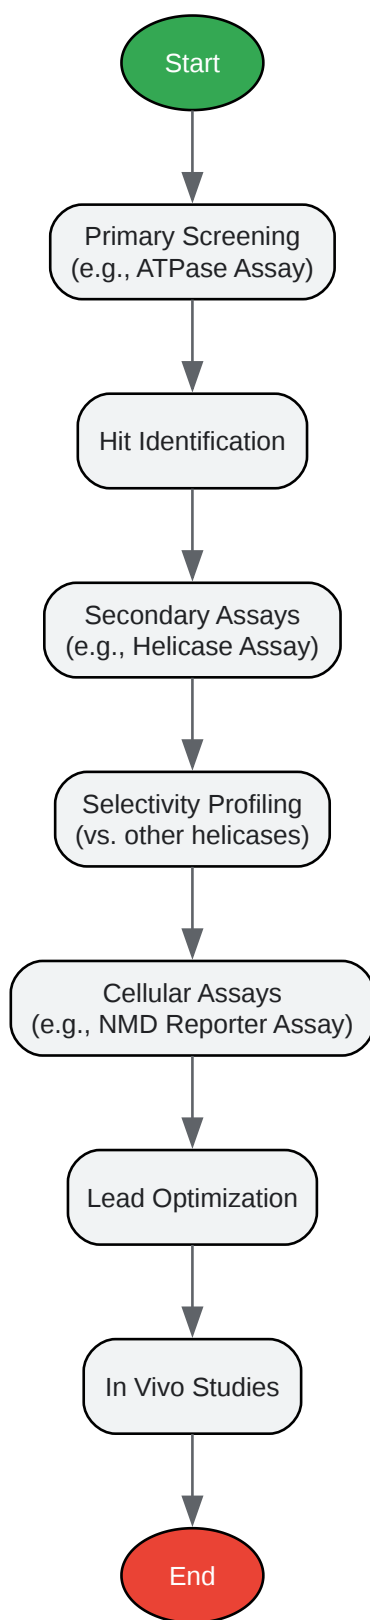 Start
Primary Screening
(e.g., ATPase Assay)
Hit Identification
Secondary Assays
(e.g., Helicase Assay)
Selectivity Profiling
(vs. other helicases)
Cellular Assays
(e.g., NMD Reporter Assay)
Lead Optimization
In Vivo Studies
End